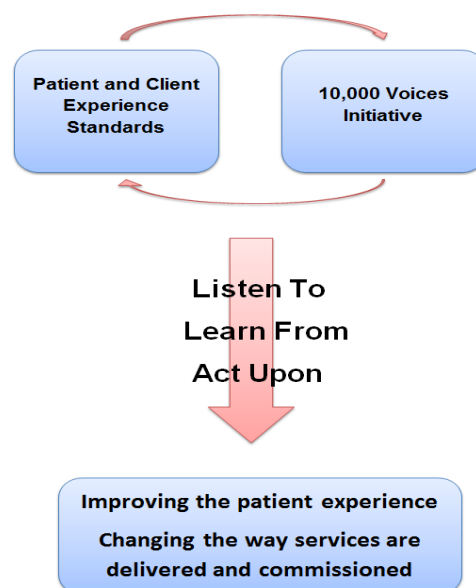 Patient and Client
Experience
Standards
10,000 Voices
Initiative
Listen To
Learn From
Act Upon
Improving the patient experience
Changing the way services are
delivered and commissioned